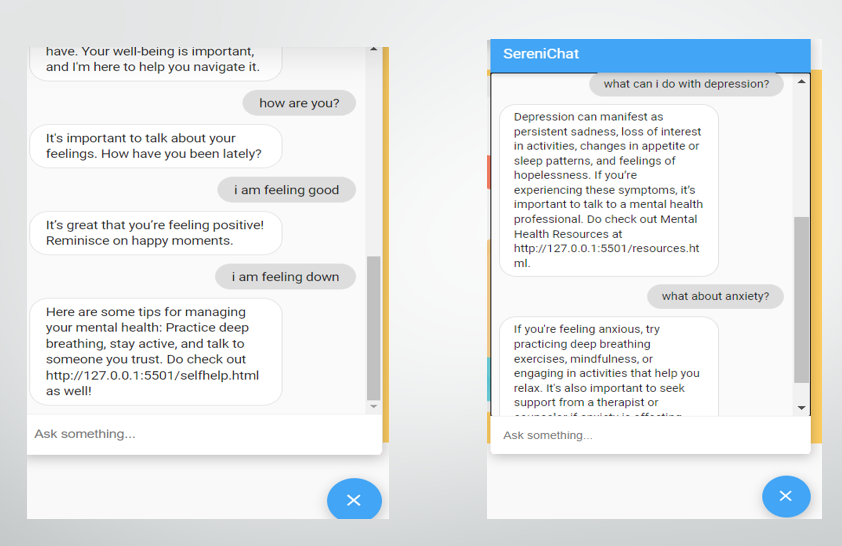 have. Your well-being is important,
and I'm here to help you navigate it.
how are you?
It's important to talk about your
feelings. How have you been lately?
i am feeling good
It's great that you're feeling positive!
Reminisce on happy moments.
i am feeling down
Here are some tips for managing
your mental health: Practice deep
breathing, stay active, and talk to
someone you trust. Do check out
http://127.0.0.1:5501/selfhelp.html
as well!
Ask something...
SereniChat
what can i do with depression?
Depression can manifest as
persistent sadness, loss of interest
in activities, changes in appetite or
sleep patterns, and feelings of
hopelessness. If you're
experiencing these symptoms, it's
important to talk to a mental health
professional. Do check out Mental
Health Resources at
http://127.0.0.1:5501/resources.ht
ml.
what about anxiety?
If you're feeling anxious, try
practicing deep breathing
exercises, mindfulness, or
engaging in activities that help you
relax. It's also important to seek
support from a therapist or
counselor if anxiety is affecting
Ask something...